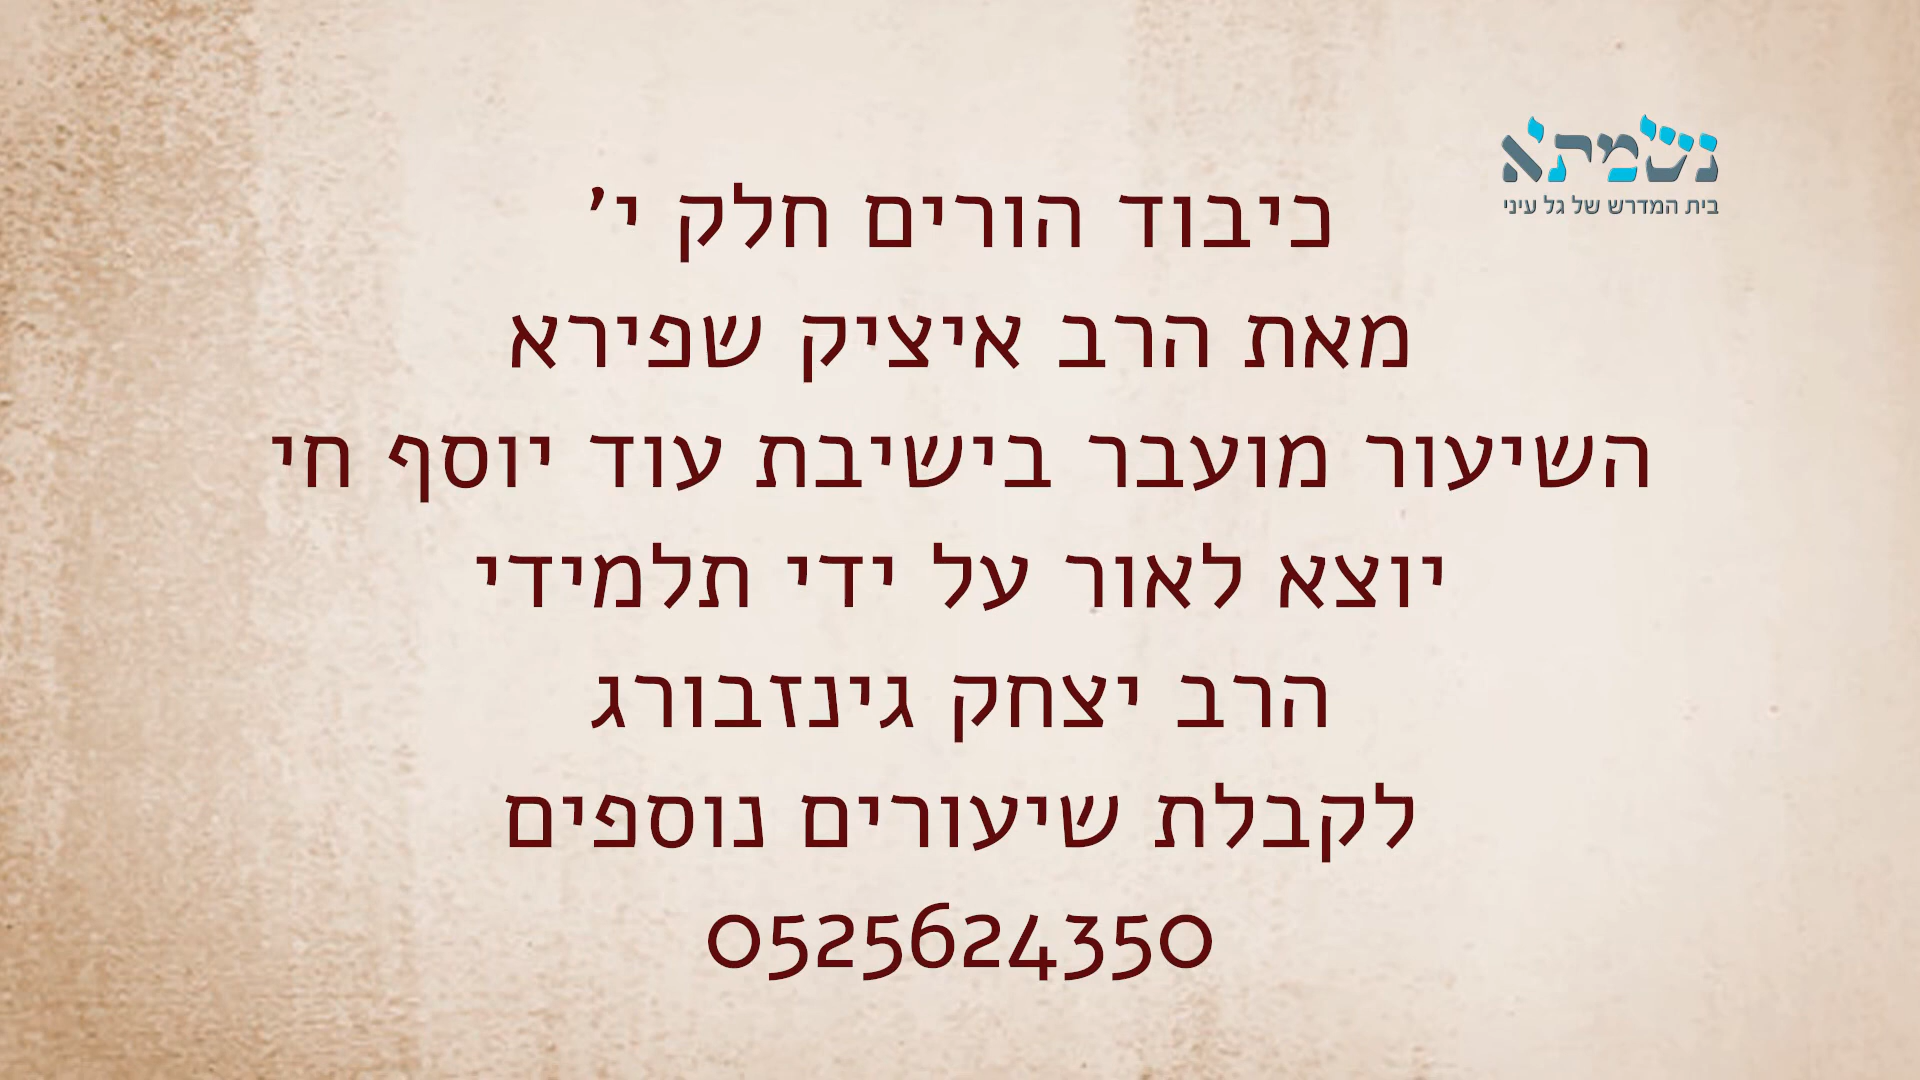 נשמתא
בית המדרש של גל עיני
כיבוד הורים חלק י'
מאת הרב איציק שפירא
השיעור מועבר בישיבת עוד יוסף חי
יוצא לאור על ידי תלמידי
הרב יצחק גינזבורג
לקבלת שיעורים נוספים
0525624350